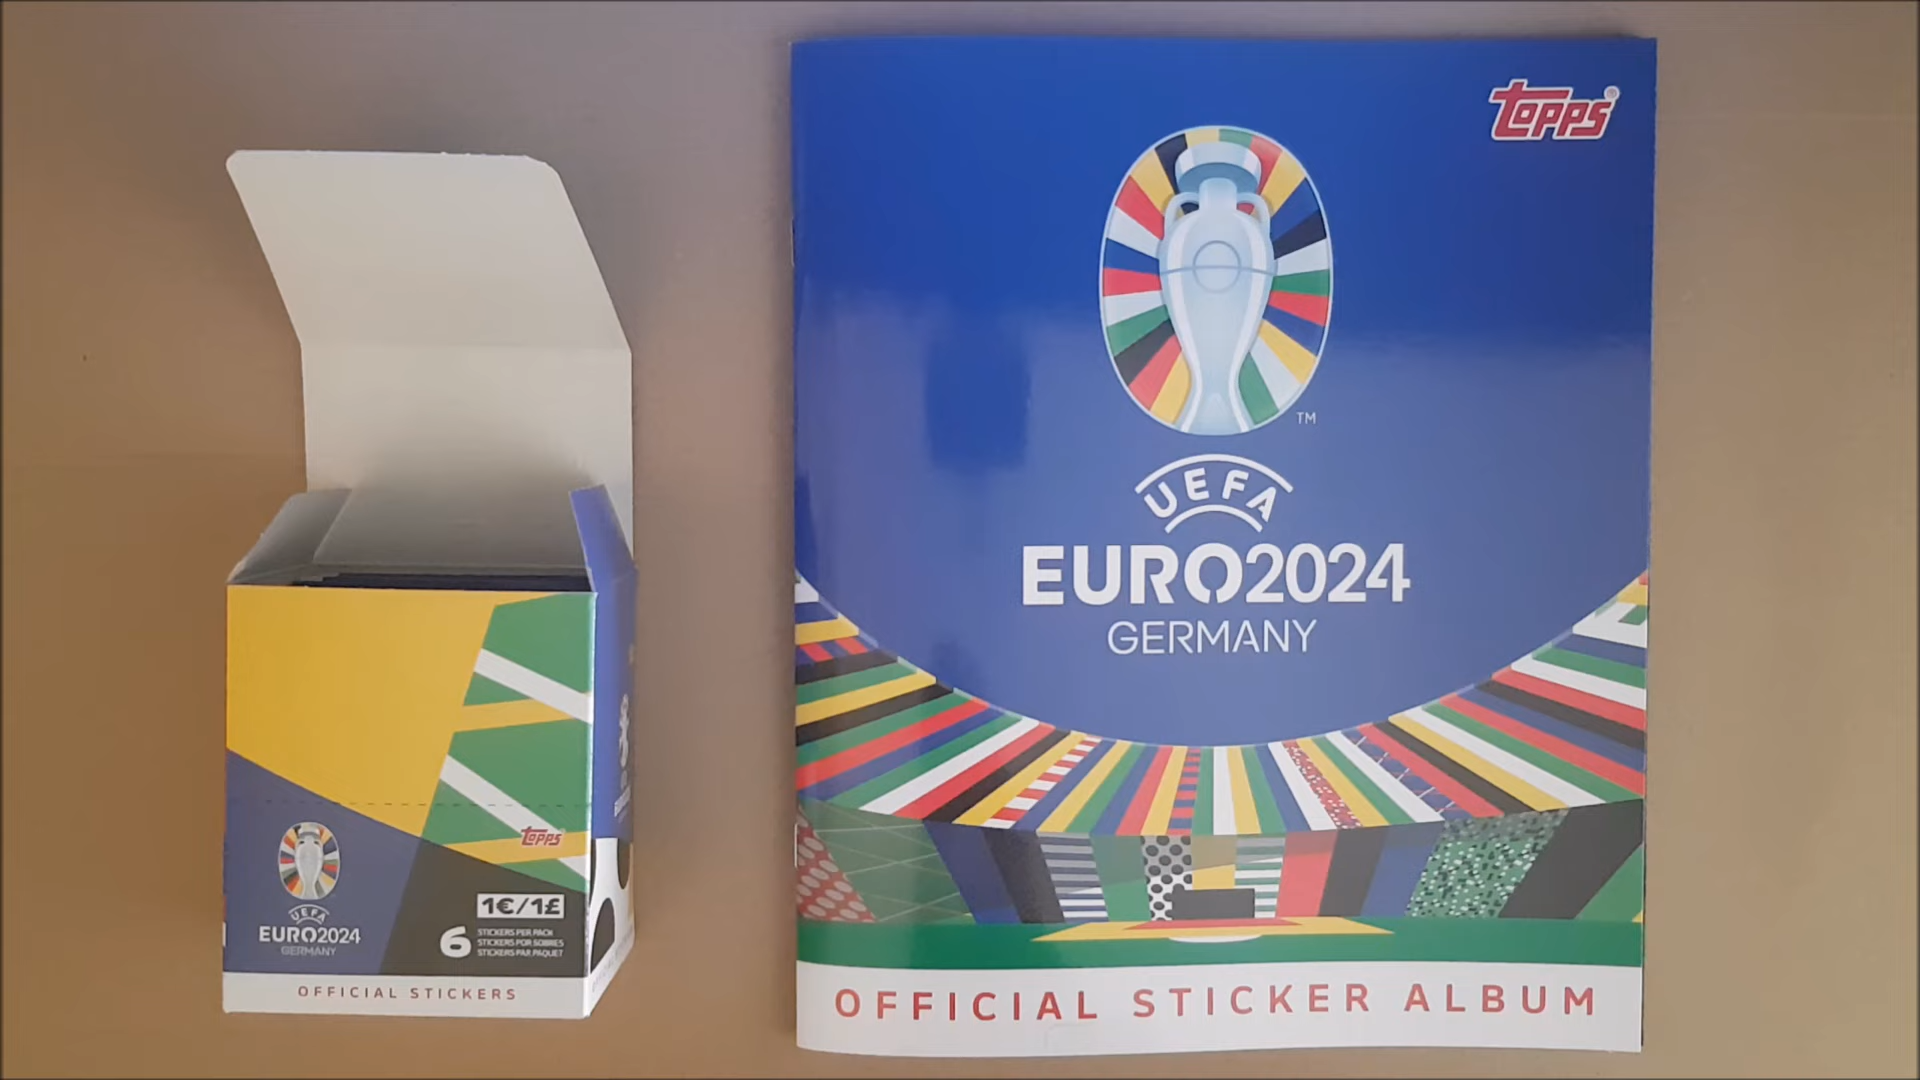 UEFA
EURO2024
GERMANY
topps
1€/1£
6
STICKERS PER PACK
STICKERS POR SOBRES
STICKERS PAR PAQUET
OFFICIAL STICKERS
topps®
TM
UEFA
EURO2024
GERMANY
OFFICIAL STICKER ALBUM